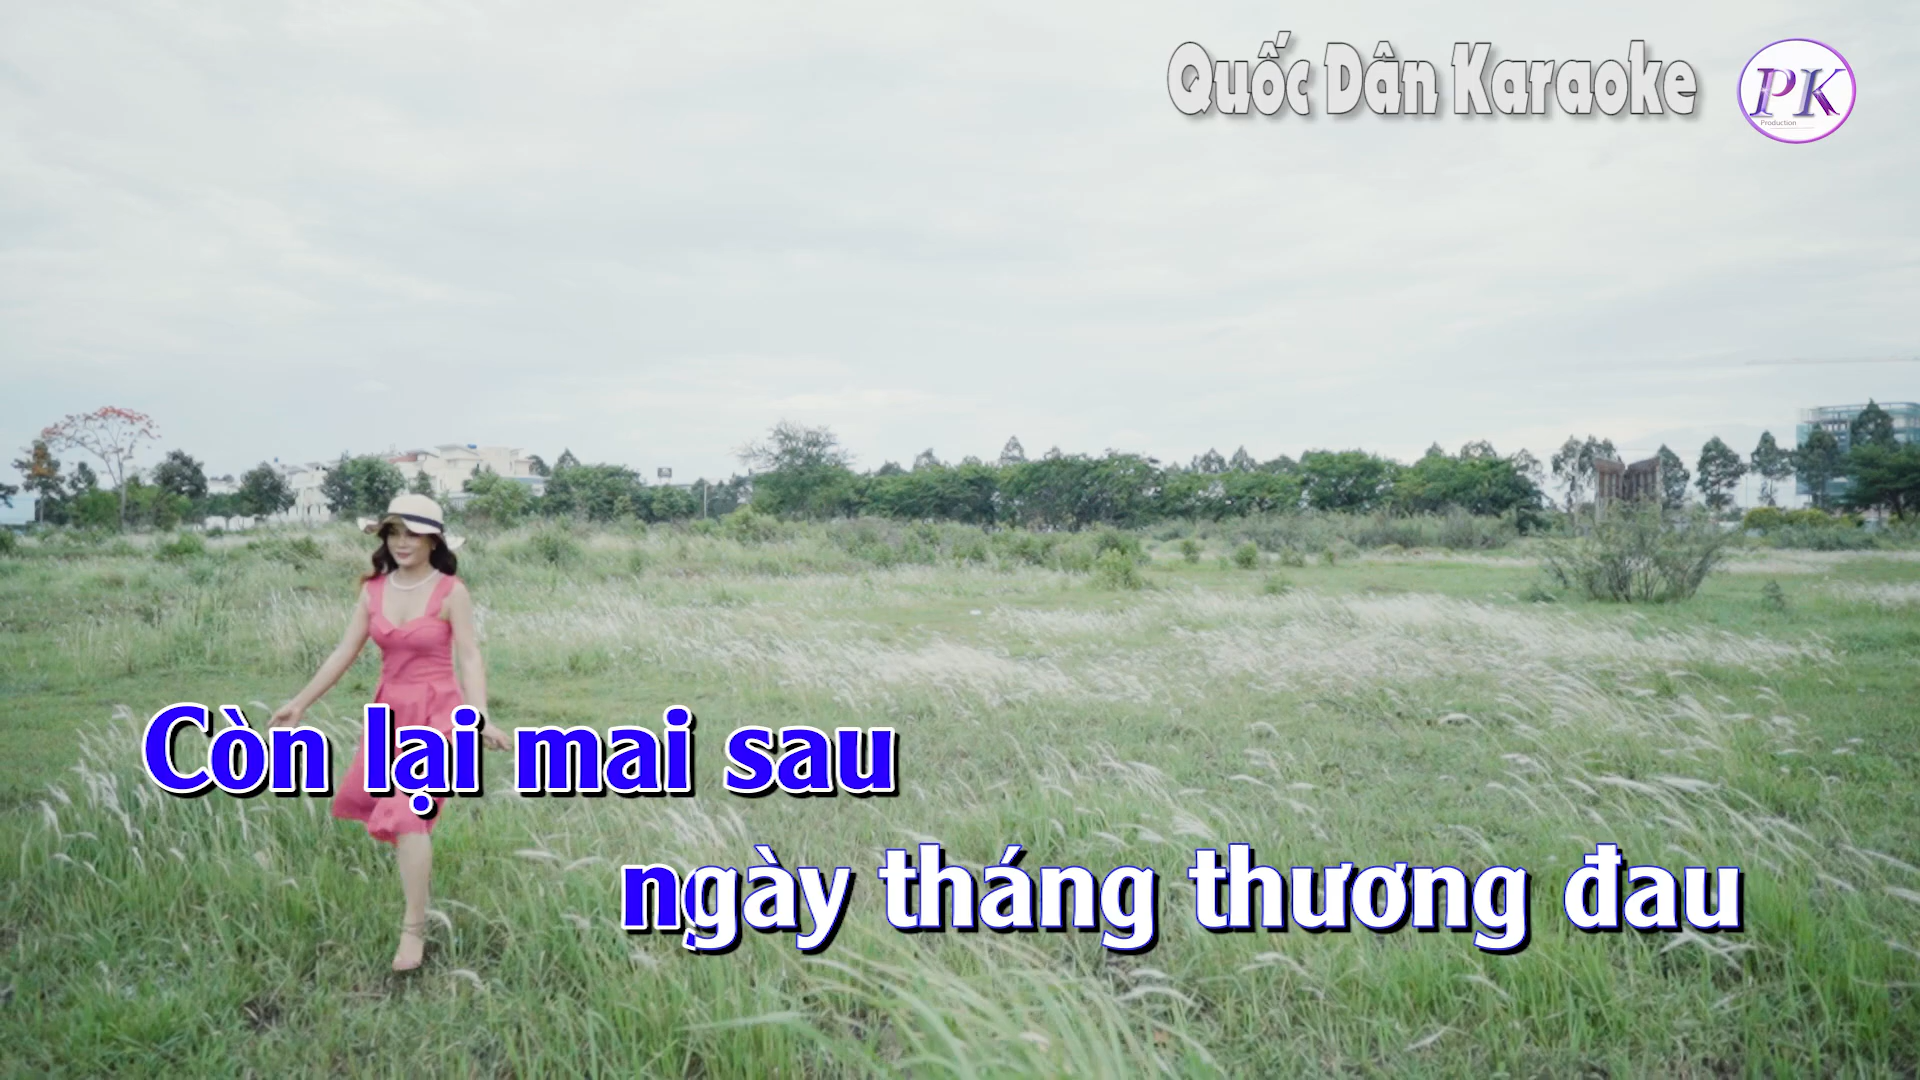 Quốc Dân Karaoke
PK
Production
Còn lại mai sau
ngày tháng thương đau